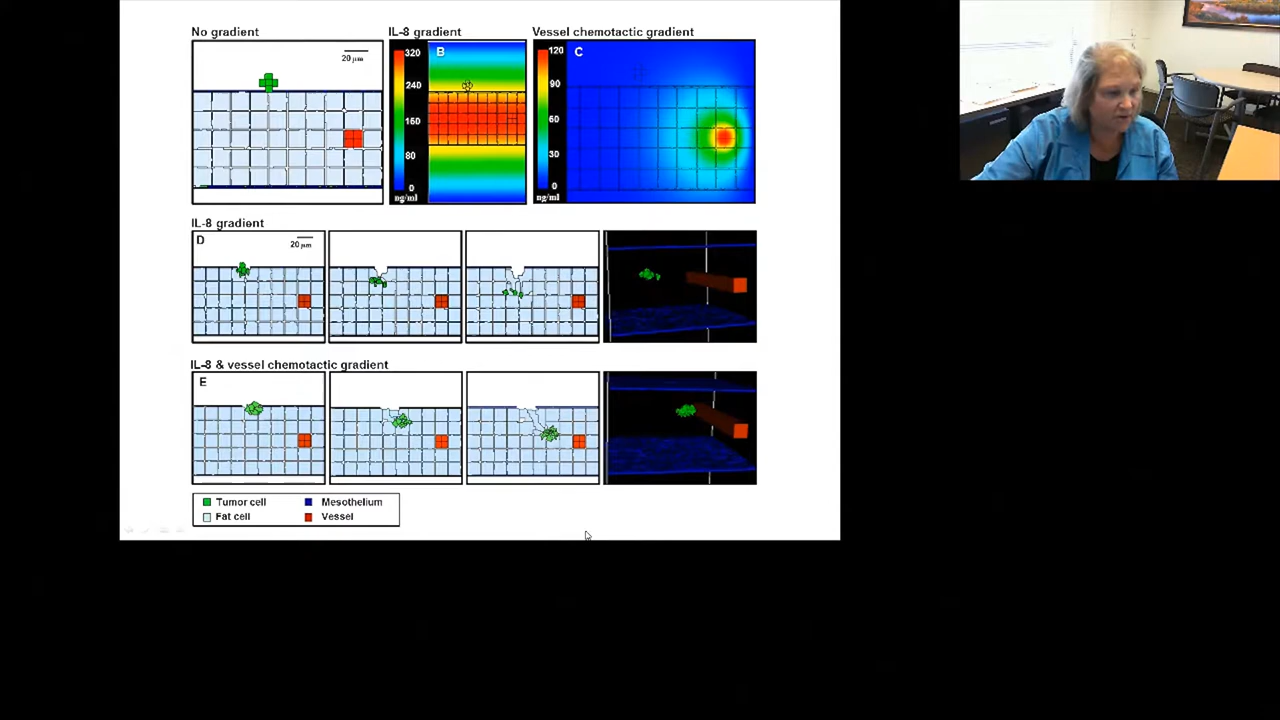 No gradient
IL-8 gradient
Vessel chemotactic gradient
20 µm
320
240
160
80
0
ng/ml
B
120
90
60
30
0
ng/ml
C
IL-8 gradient
D
20 µm
IL-8 & vessel chemotactic gradient
E
Tumor cell
Mesothelium
Fat cell
Vessel